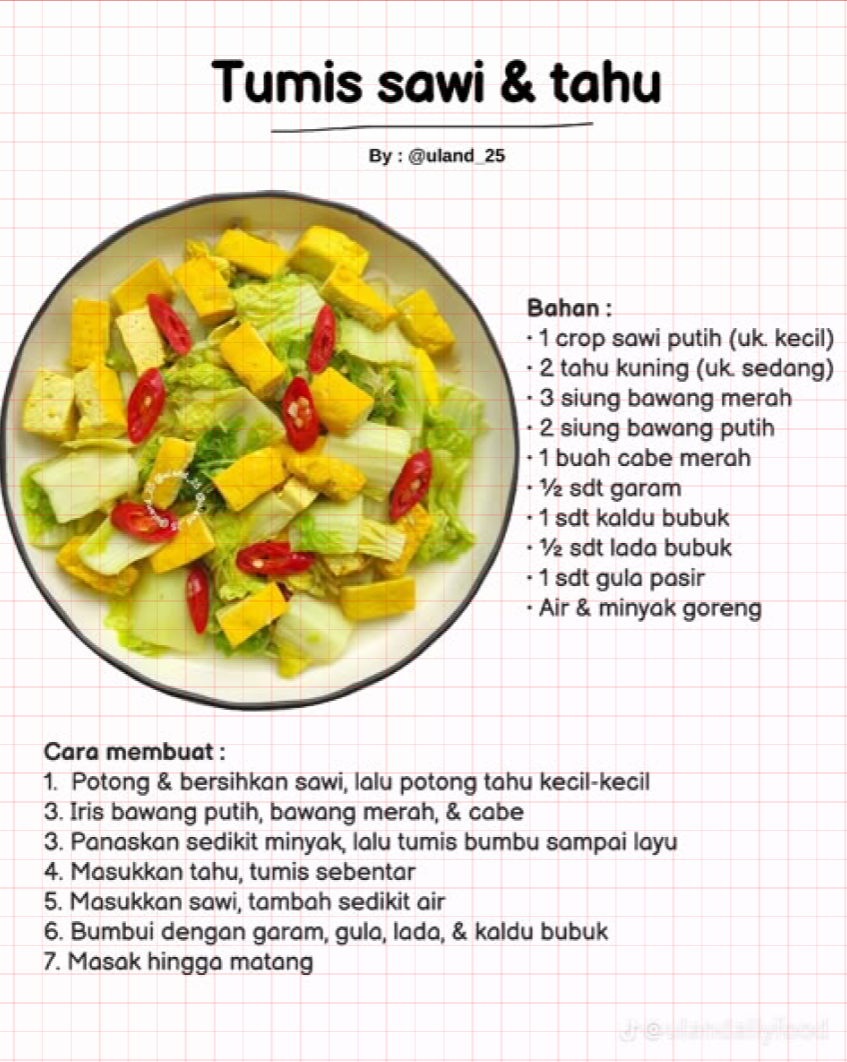 Tumis sawi & tahu
By : @uland_25
Bahan :
· 1 crop sawi putih (uk. kecil)
· 2 tahu kuning (uk. sedang)
· 3 siung bawang merah
· 2 siung bawang putih
· 1 buah cabe merah
· ½ sdt garam
· 1 sdt kaldu bubuk
· ½ sdt lada bubuk
· 1 sdt gula pasir
· Air & minyak goreng
Cara membuat :
1. Potong & bersihkan sawi, lalu potong tahu kecil-kecil
3. Iris bawang putih, bawang merah, & cabe
3. Panaskan sedikit minyak, lalu tumis bumbu sampai layu
4. Masukkan tahu, tumis sebentar
5. Masukkan sawi, tambah sedikit air
6. Bumbui dengan garam, gula, lada, & kaldu bubuk
7. Masak hingga matang